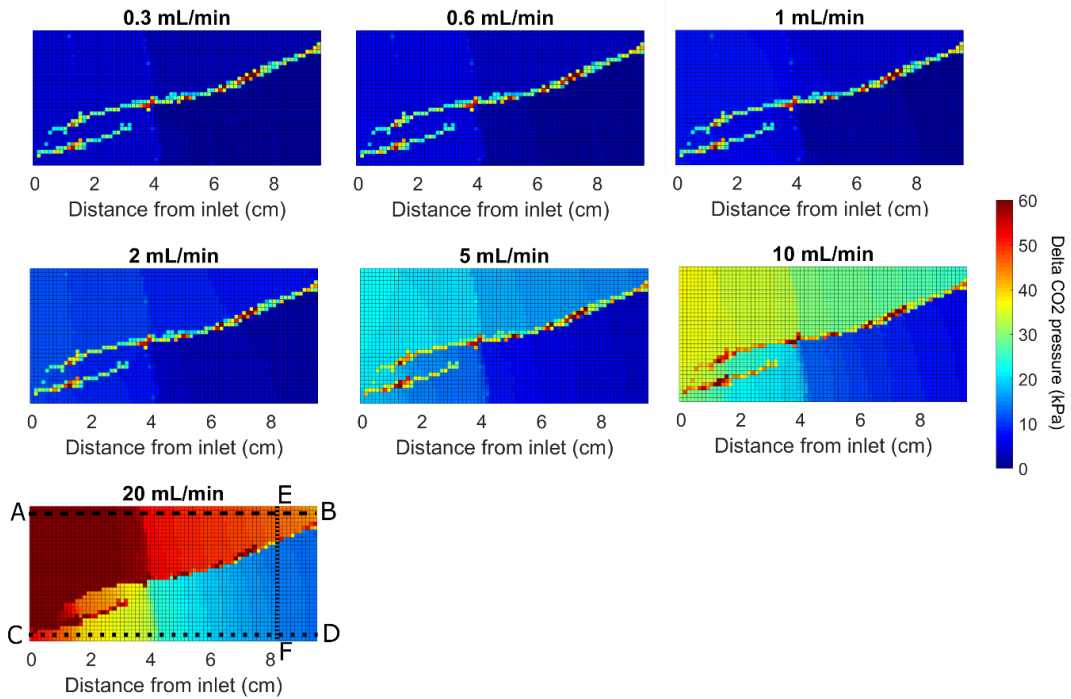 0.3 mL/min
0.6 mL/min
1 mL/min
0 2 4 6 8
0 2 4 6 8
0 2 4 6 8
Distance from inlet (cm)
Distance from inlet (cm)
Distance from inlet (cm)
2 mL/min
5 mL/min
10 mL/min
0 2 4 6 8
0 2 4 6 8
0 2 4 6 8
Distance from inlet (cm)
Distance from inlet (cm)
Distance from inlet (cm)
60
50
40
30
20
10
0
Delta CO2 pressure (kPa)
20 mL/min
E
A
B
C
D
F
0 2 4 6 8
Distance from inlet (cm)